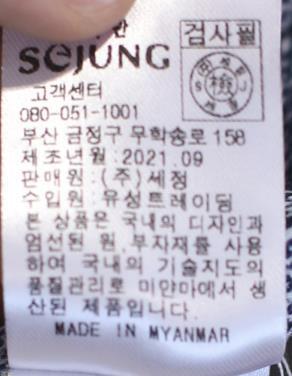 검사필
SEJUNG
고객센터
080-051-1001
부산 금정구 무학송로 158
제조년월 : 2021.09
판매원 : (주)세정
수입원 : 유성트레이딩
본 상품은 국내의 디자인과
엄선된 원,부자재를 사용
하여 국내의 기술지도의
품질관리로 미얀마에서 생
산된 제품입니다.
MADE IN MYANMAR